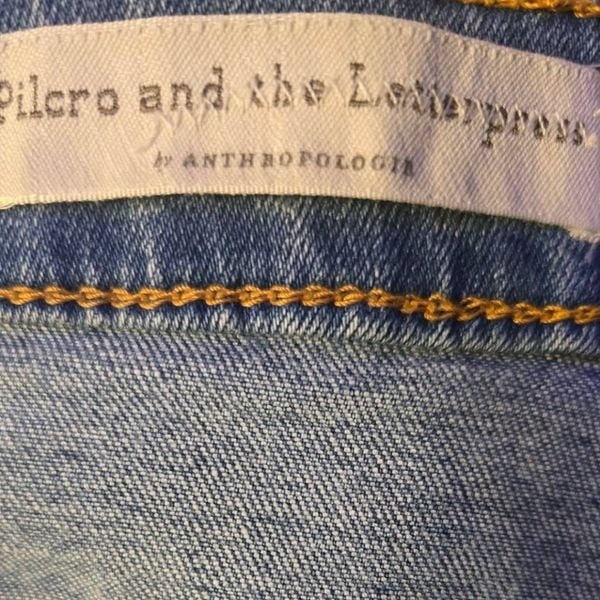 Pilcro and the Letterpress
by ANTHROPOLOGIE